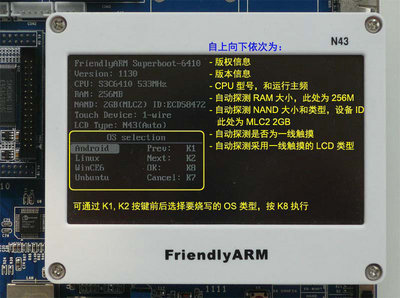 N43
自上向下依次为：
FriendlyARM Superboot-6410
- 版权信息
Version: 1130
- 版本信息
CPU: S3C6410 533MHz
- CPU 型号，和运行主频
RAM: 256MB
- 自动探测 RAM 大小，此处为 256M
NAND: 2GB(MLC2) ID:ECD58472
- 自动探测 NAND 大小和类型，设备 ID
此处为 MLC2 2GB
Touch Device: 1-wire
- 自动探测是否为一线触摸
LCD Type: N43(Auto)
- 自动探测采用一线触摸的 LCD 类型
OS selection
Android Prev: K1
Linux Next: K2
WinCE6 OK: K8
Unbuntu Cancel: K7
可通过 K1, K2 按键前后选择要烧写的 OS 类型，按 K8 执行
FriendlyARM